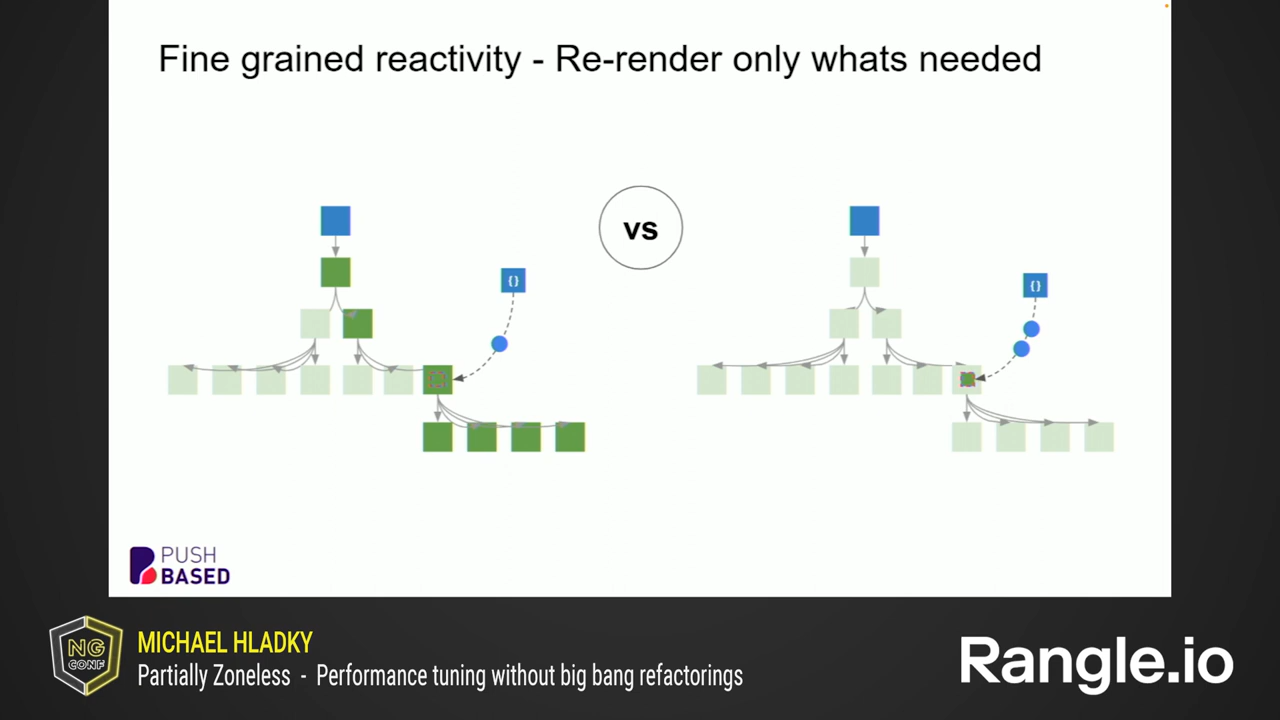 Fine grained reactivity - Re-render only whats needed
vs
{}
{}
PUSH
BASED
NG
CONF
MICHAEL HLADKY
Partially Zoneless - Performance tuning without big bang refactorings
Rangle.io